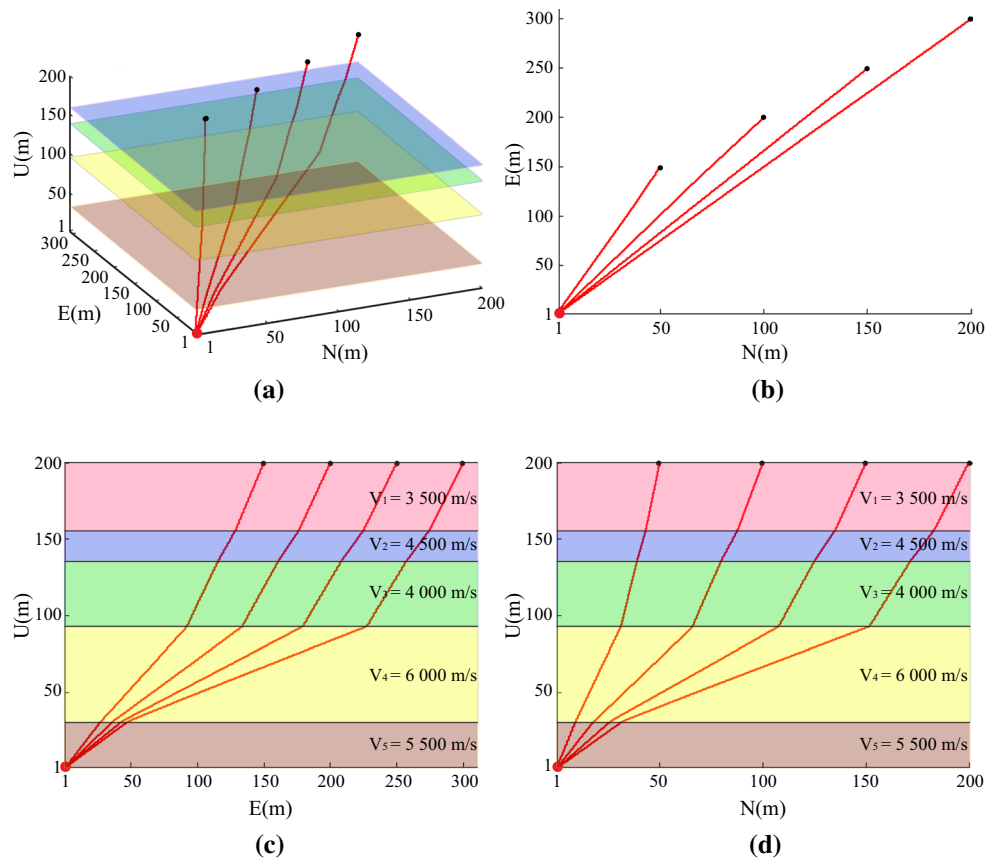 200
150
100
50
1
U(m)
300
250
200
150
100
50
1
E(m)
1
50
100
150
200
N(m)
(a)
300
250
200
150
100
50
1
E(m)
1
50
100
150
200
N(m)
(b)
200
150
100
50
1
U(m)
V₁ = 3 500 m/s
V₂ = 4 500 m/s
V₃ = 4 000 m/s
V₄ = 6 000 m/s
V₅ = 5 500 m/s
1
50
100
150
200
250
300
E(m)
(c)
200
150
100
50
1
U(m)
V₁ = 3 500 m/s
V₂ = 4 500 m/s
V₃ = 4 000 m/s
V₄ = 6 000 m/s
V₅ = 5 500 m/s
1
50
100
150
200
N(m)
(d)